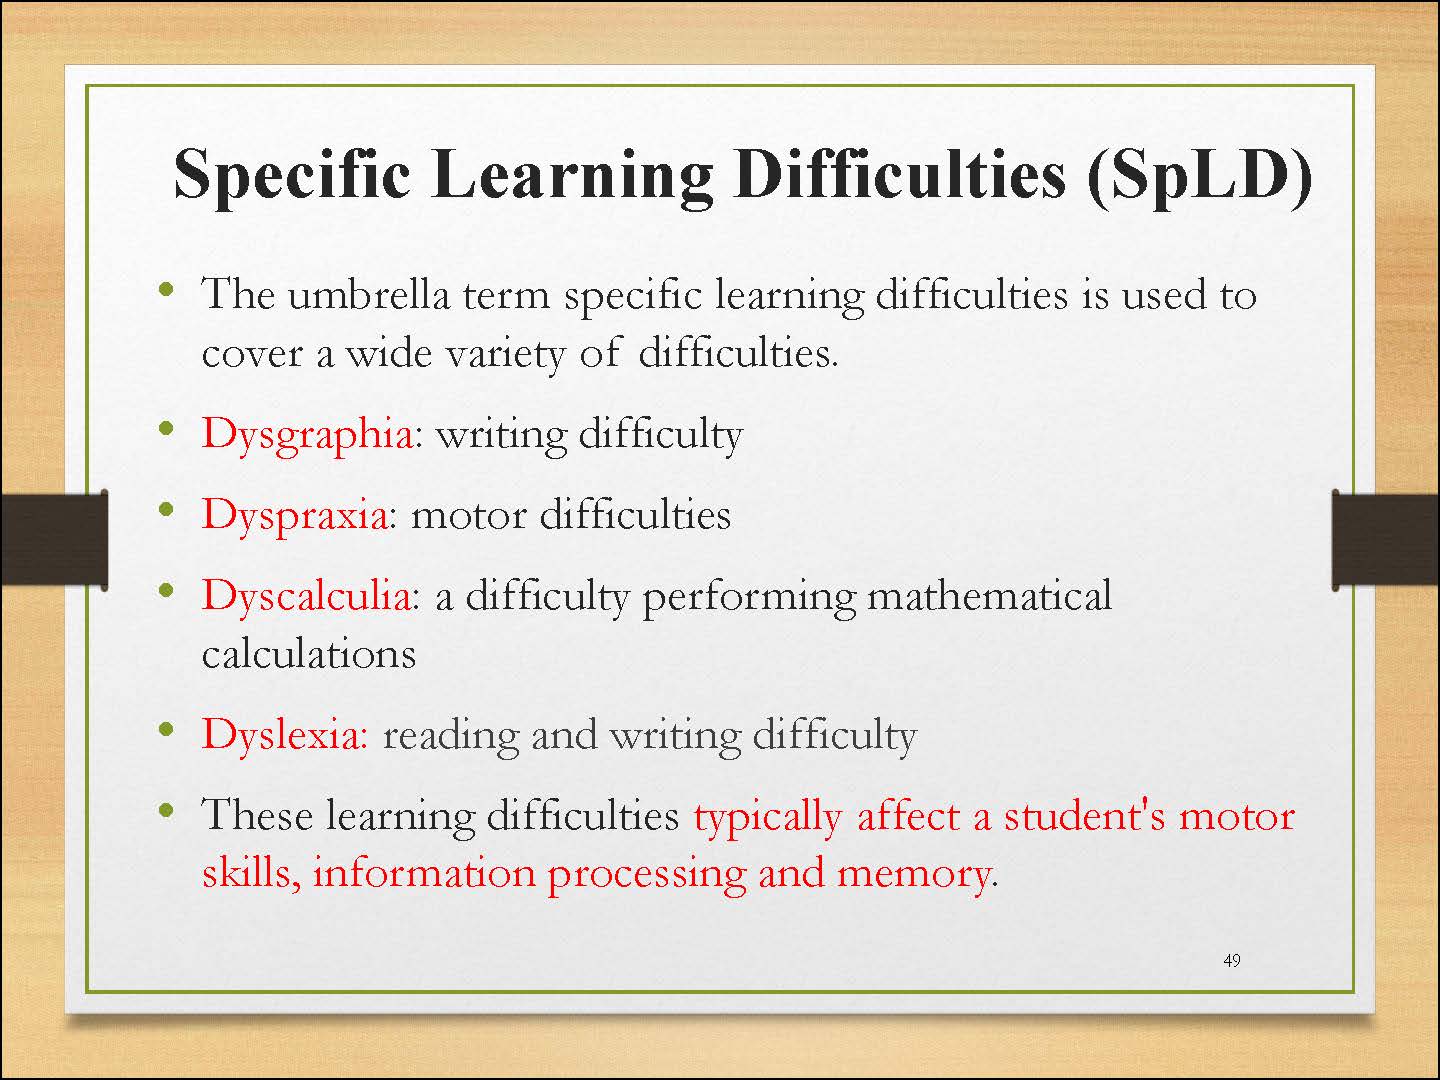 Specific Learning Difficulties (SpLD)
• The umbrella term specific learning difficulties is used to
cover a wide variety of difficulties.
• Dysgraphia: writing difficulty
• Dyspraxia: motor difficulties
• Dyscalculia: a difficulty performing mathematical
calculations
• Dyslexia: reading and writing difficulty
• These learning difficulties typically affect a student's motor
skills, information processing and memory.
49